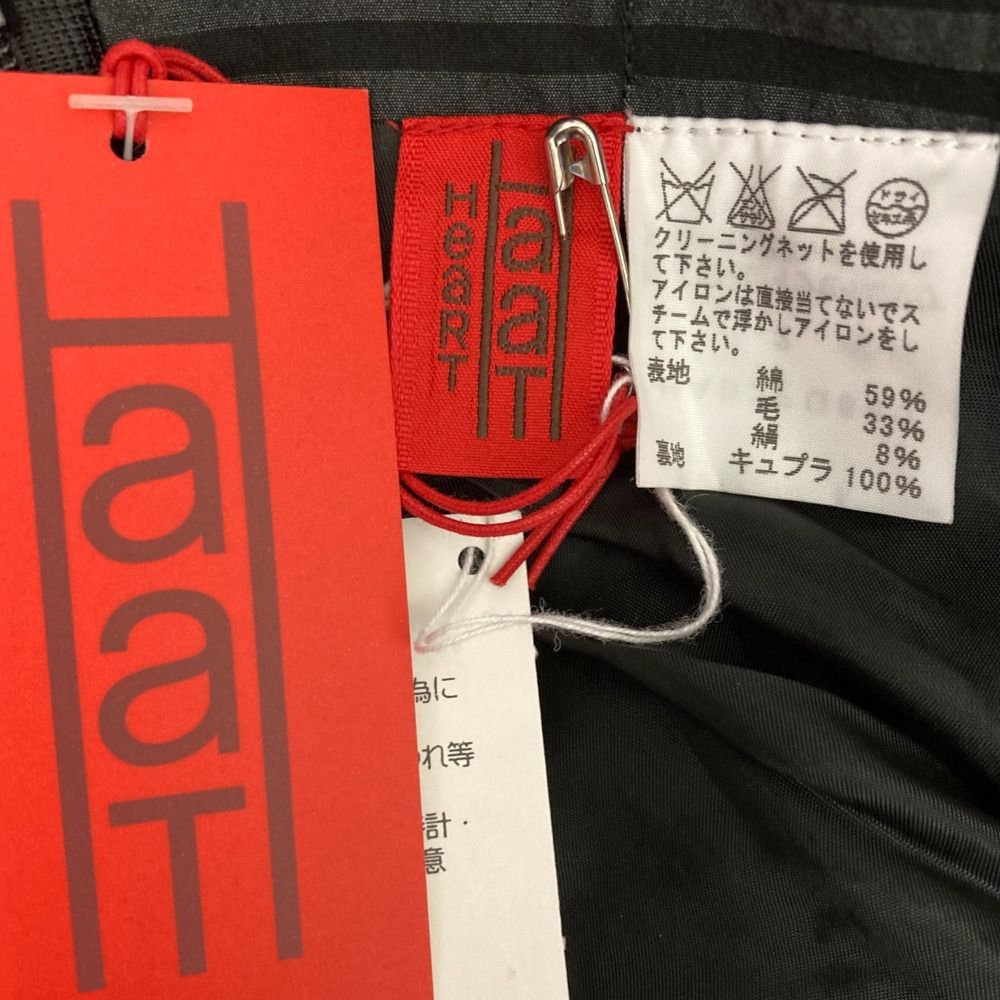 HaaT
HeaRT
HaaT
ドライ
セキユ系
クリーニングネットを使用し
て下さい。
アイロンは直接当てないでス
チームで浮かしアイロンをし
て下さい。
表地 綿 59%
毛 33%
絹 8%
裏地 キュプラ 100%
為に
われ等
計・
意